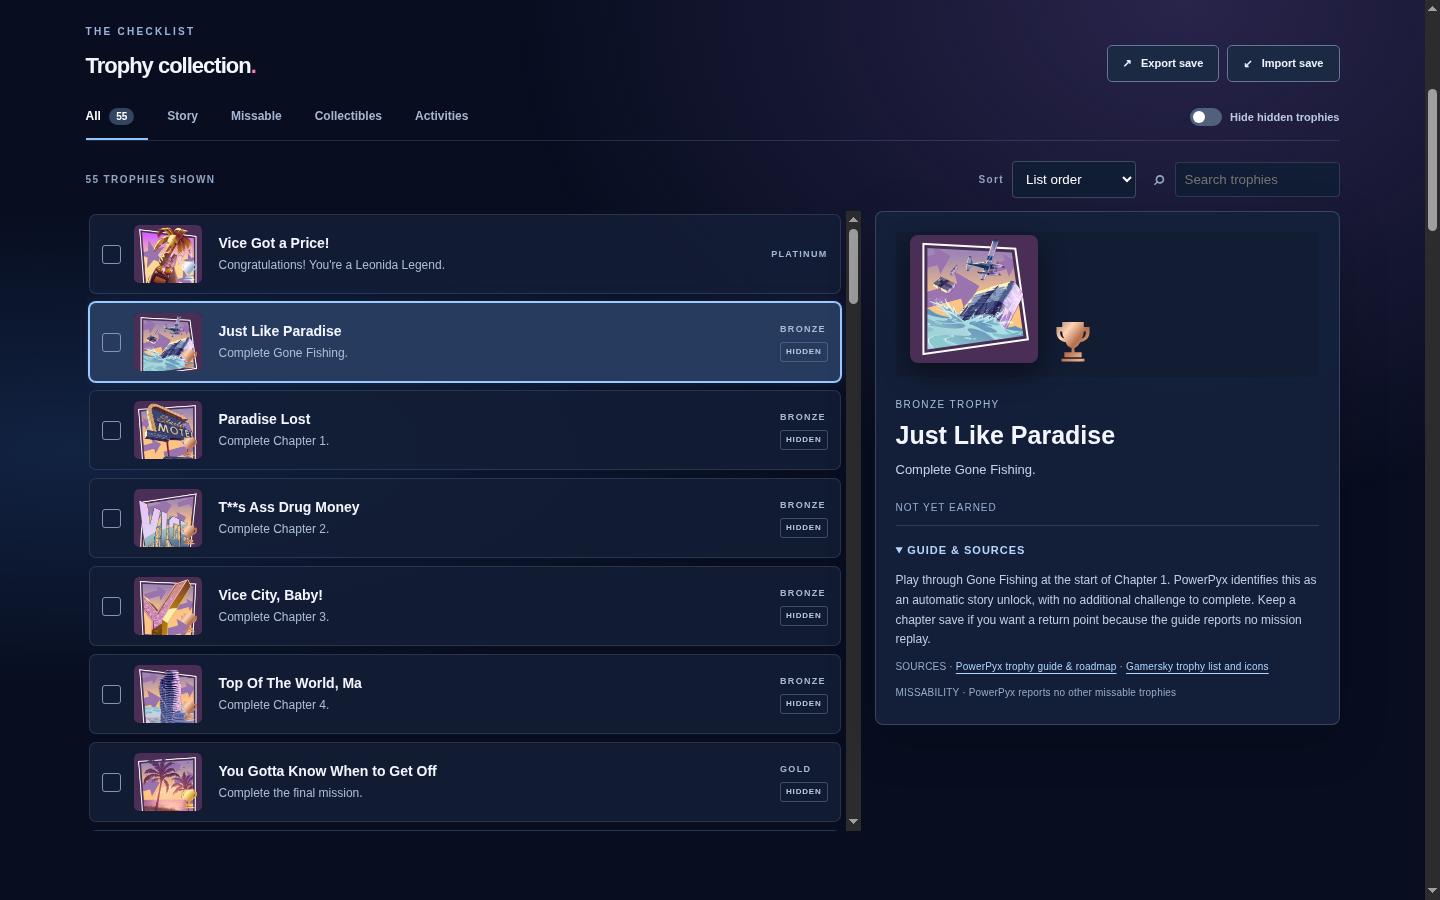 THE CHECKLIST
Trophy collection.
Export save
Import save
All 55 Story Missable Collectibles Activities
Hide hidden trophies
55 TROPHIES SHOWN
Sort List order
Search trophies
Vice Got a Price!
Congratulations! You're a Leonida Legend.
PLATINUM
Just Like Paradise
Complete Gone Fishing.
BRONZE
HIDDEN
Paradise Lost
Complete Chapter 1.
BRONZE
HIDDEN
MOTEL
T**s Ass Drug Money
Complete Chapter 2.
BRONZE
HIDDEN
Vice City, Baby!
Complete Chapter 3.
BRONZE
HIDDEN
Top Of The World, Ma
Complete Chapter 4.
BRONZE
HIDDEN
You Gotta Know When to Get Off
Complete the final mission.
GOLD
HIDDEN
BRONZE TROPHY
Just Like Paradise
Complete Gone Fishing.
NOT YET EARNED
▼ GUIDE & SOURCES
Play through Gone Fishing at the start of Chapter 1. PowerPyx identifies this as
an automatic story unlock, with no additional challenge to complete. Keep a
chapter save if you want a return point because the guide reports no mission
replay.
SOURCES · PowerPyx trophy guide & roadmap · Gamersky trophy list and icons
MISSABILITY · PowerPyx reports no other missable trophies